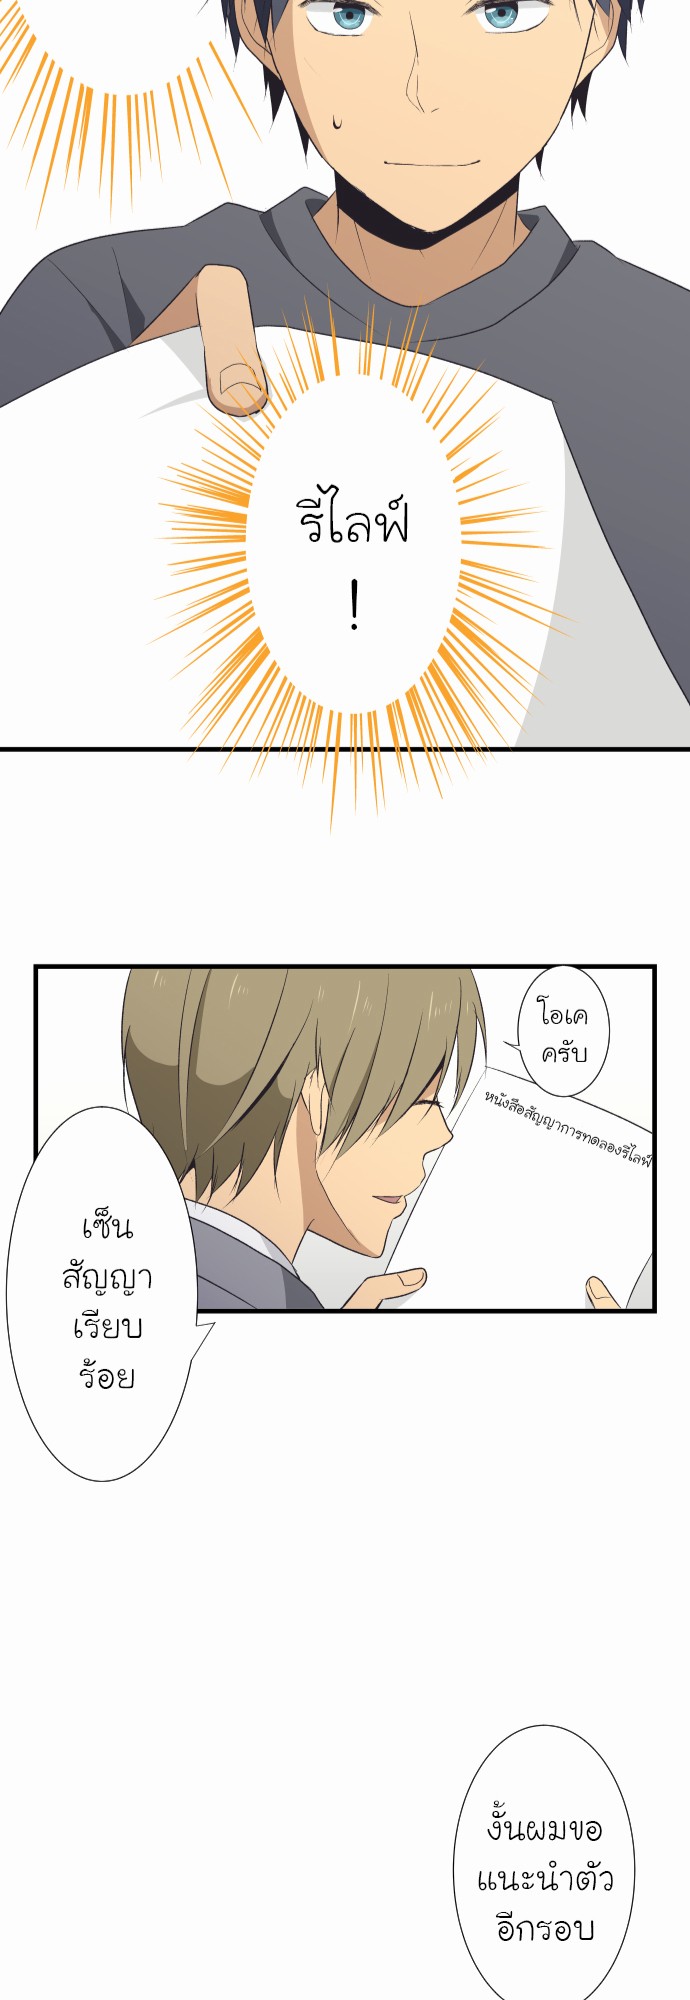 รีไลฟ์
!
โอเค
ครับ
หนังสือสัญญาการทดลองรีไลฟ์
เซ็น
สัญญา
เรียบ
ร้อย
งั้นผมขอ
แนะนำตัว
อีกรอบ